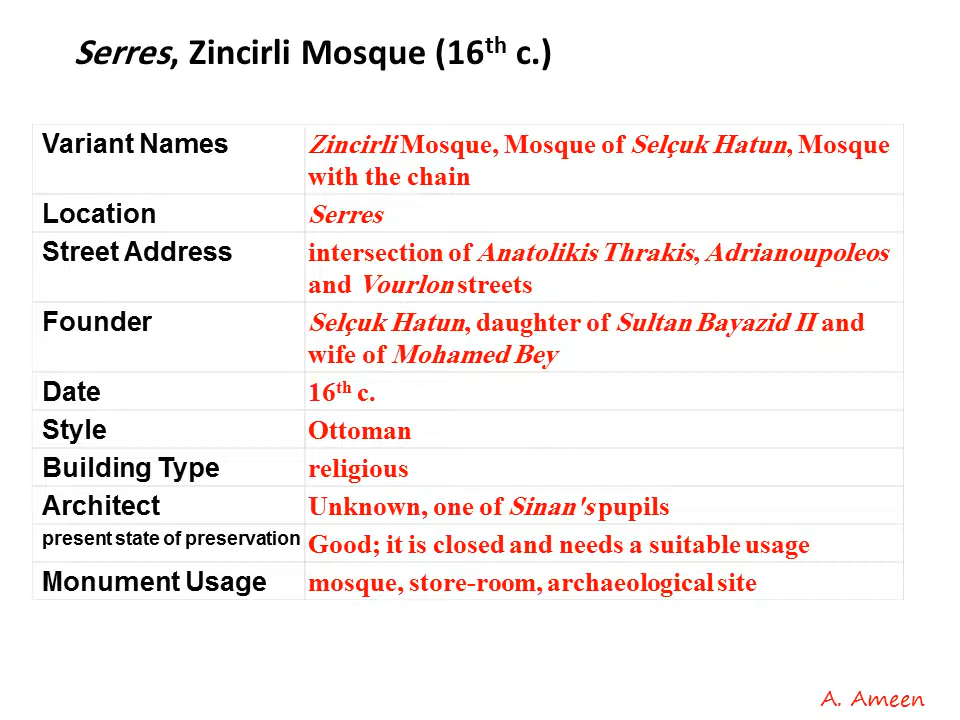 Serres, Zincirli Mosque (16th c.)
Variant Names
Zincirli Mosque, Mosque of Selçuk Hatun, Mosque
with the chain
Location
Serres
Street Address
intersection of Anatolikis Thrakis, Adrianoupoleos
and Vourlon streets
Founder
Selçuk Hatun, daughter of Sultan Bayazid II and
wife of Mohamed Bey
Date
16th c.
Style
Ottoman
Building Type
religious
Architect
Unknown, one of Sinan's pupils
present state of preservation
Good; it is closed and needs a suitable usage
Monument Usage
mosque, store-room, archaeological site
A. Ameen